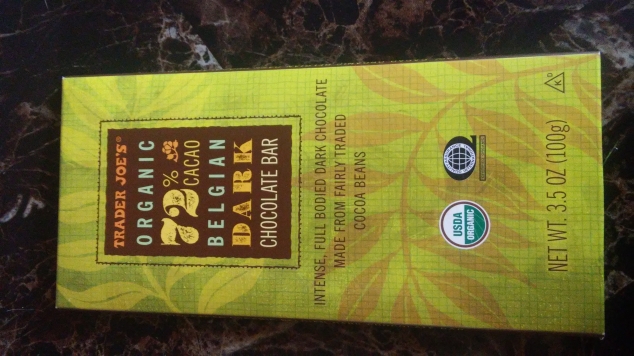 TRADER JOE'S®
ORGANIC
72% CACAO
BELGIAN
DARK
CHOCOLATE BAR
INTENSE, FULL BODIED DARK CHOCOLATE
MADE FROM FAIRLY TRADED
COCOA BEANS
USDA
ORGANIC
K D
NET WT. 3.5 OZ (100g)